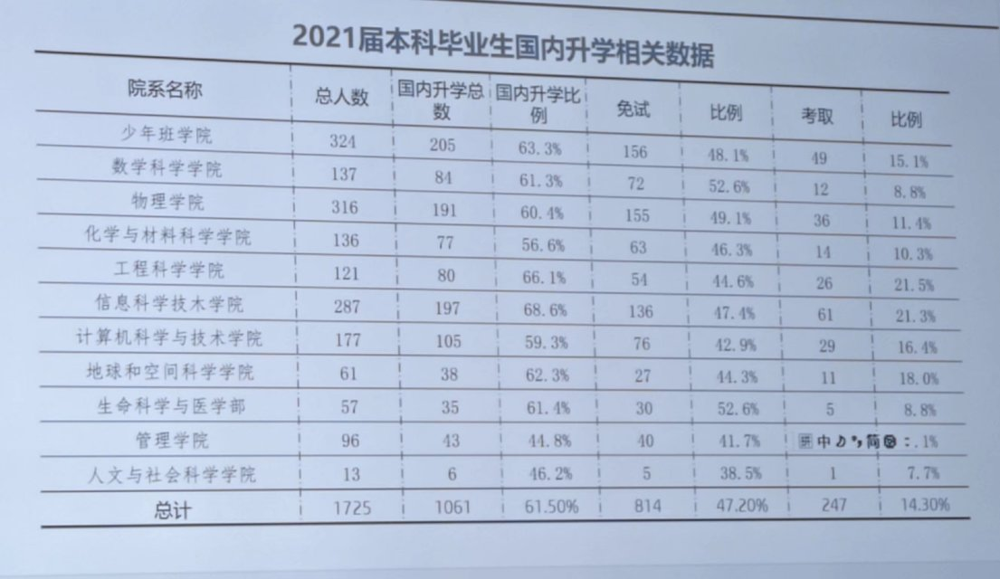 2021届本科毕业生国内升学相关数据
院系名称 总人数 国内升学总数 国内升学比例 免试 比例 考取 比例
少年班学院 324 205 63.3% 156 48.1% 49 15.1%
数学科学学院 137 84 61.3% 72 52.6% 12 8.8%
物理学院 316 191 60.4% 155 49.1% 36 11.4%
化学与材料科学学院 136 77 56.6% 63 46.3% 14 10.3%
工程科学学院 121 80 66.1% 54 44.6% 26 21.5%
信息科学技术学院 287 197 68.6% 136 47.4% 61 21.3%
计算机科学与技术学院 177 105 59.3% 76 42.9% 29 16.4%
地球和空间科学学院 61 38 62.3% 27 44.3% 11 18.0%
生命科学与医学部 57 35 61.4% 30 52.6% 5 8.8%
管理学院 96 43 44.8% 40 41.7% 拼 中 简 .1%
人文与社会科学学院 13 6 46.2% 5 38.5% 1 7.7%
总计 1725 1061 61.50% 814 47.20% 247 14.30%